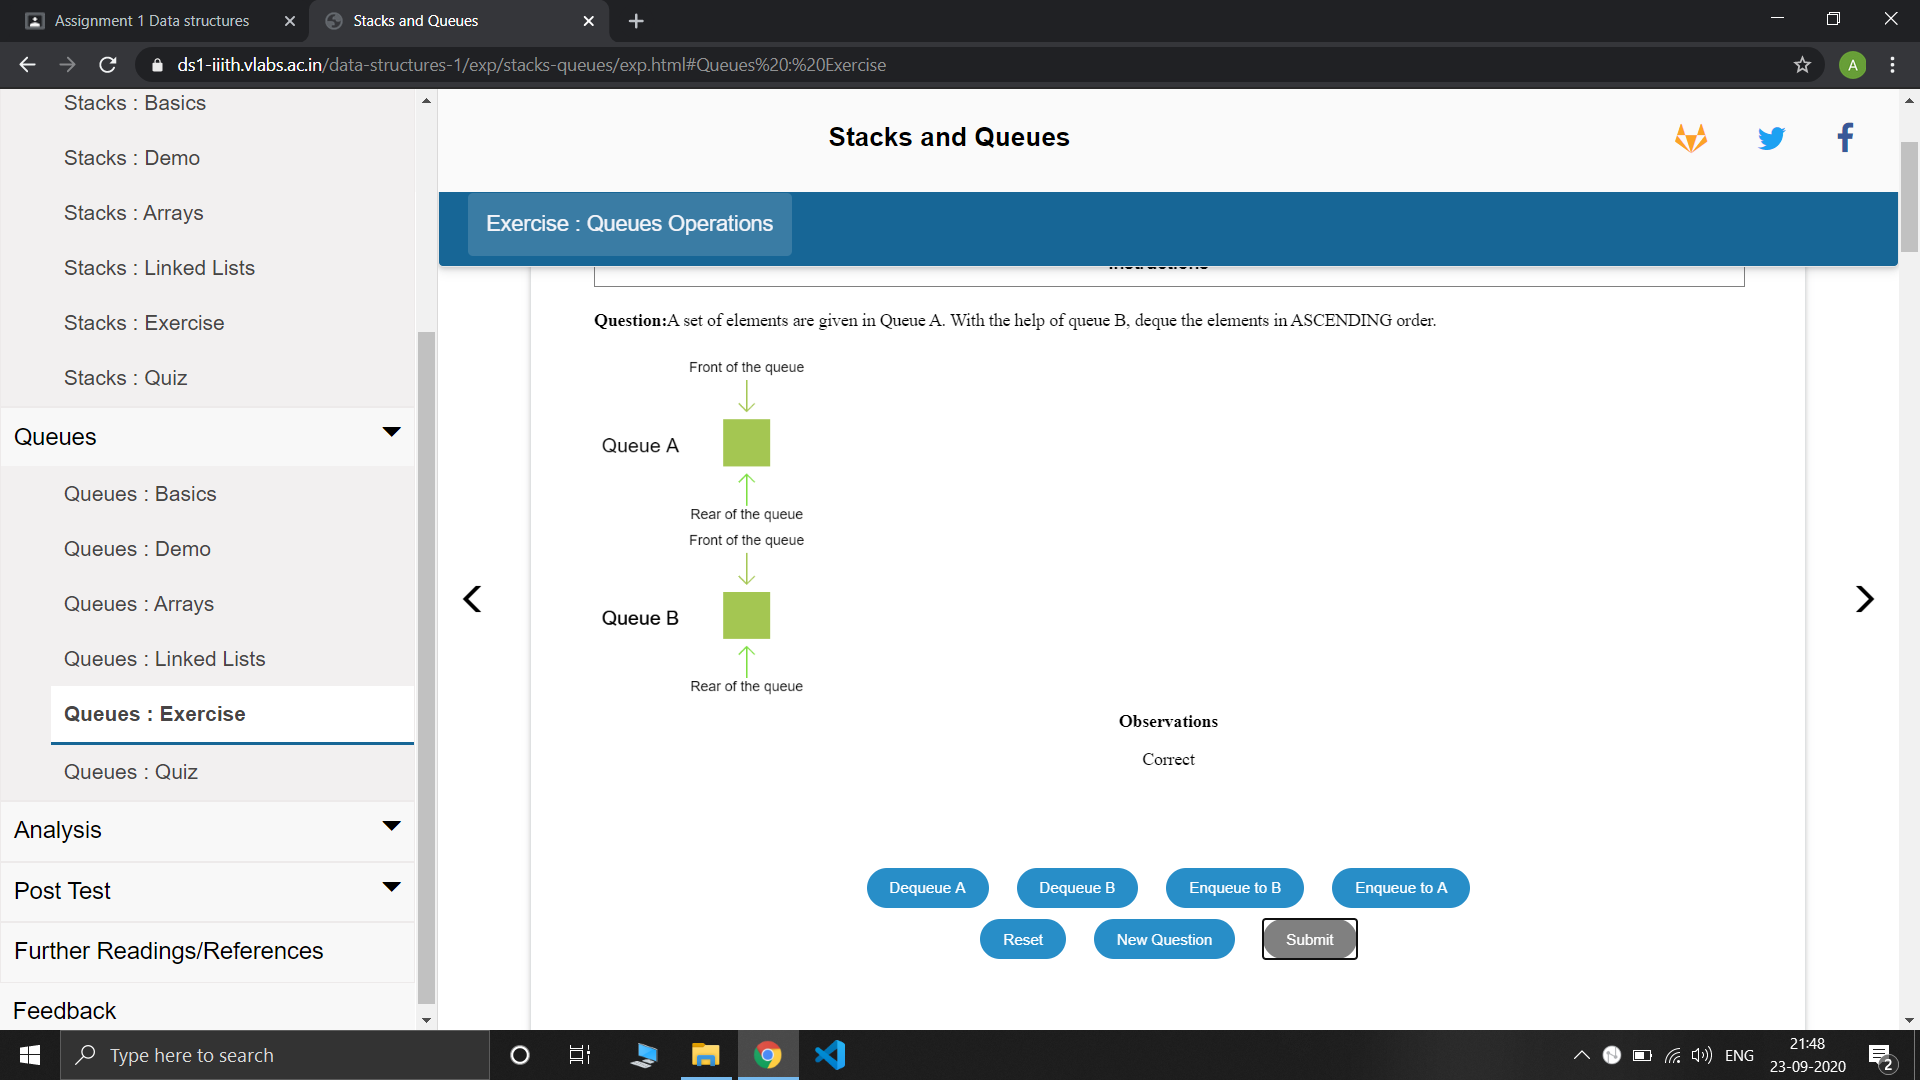 Assignment 1 Data structures
Stacks and Queues
ds1-iiith.vlabs.ac.in/data-structures-1/exp/stacks-queues/exp.html#Queues%20:%20Exercise
A
Stacks : Basics
Stacks : Demo
Stacks : Arrays
Stacks : Linked Lists
Stacks : Exercise
Stacks : Quiz
Queues
Queues : Basics
Queues : Demo
Queues : Arrays
Queues : Linked Lists
Queues : Exercise
Queues : Quiz
Analysis
Post Test
Further Readings/References
Feedback
Stacks and Queues
Exercise : Queues Operations
Instructions
Question:A set of elements are given in Queue A. With the help of queue B, deque the elements in ASCENDING order.
Front of the queue
Queue A
Rear of the queue
Front of the queue
Queue B
Rear of the queue
Observations
Correct
Dequeue A
Dequeue B
Enqueue to B
Enqueue to A
Reset
New Question
Submit
Type here to search
ENG
21:48
23-09-2020
2